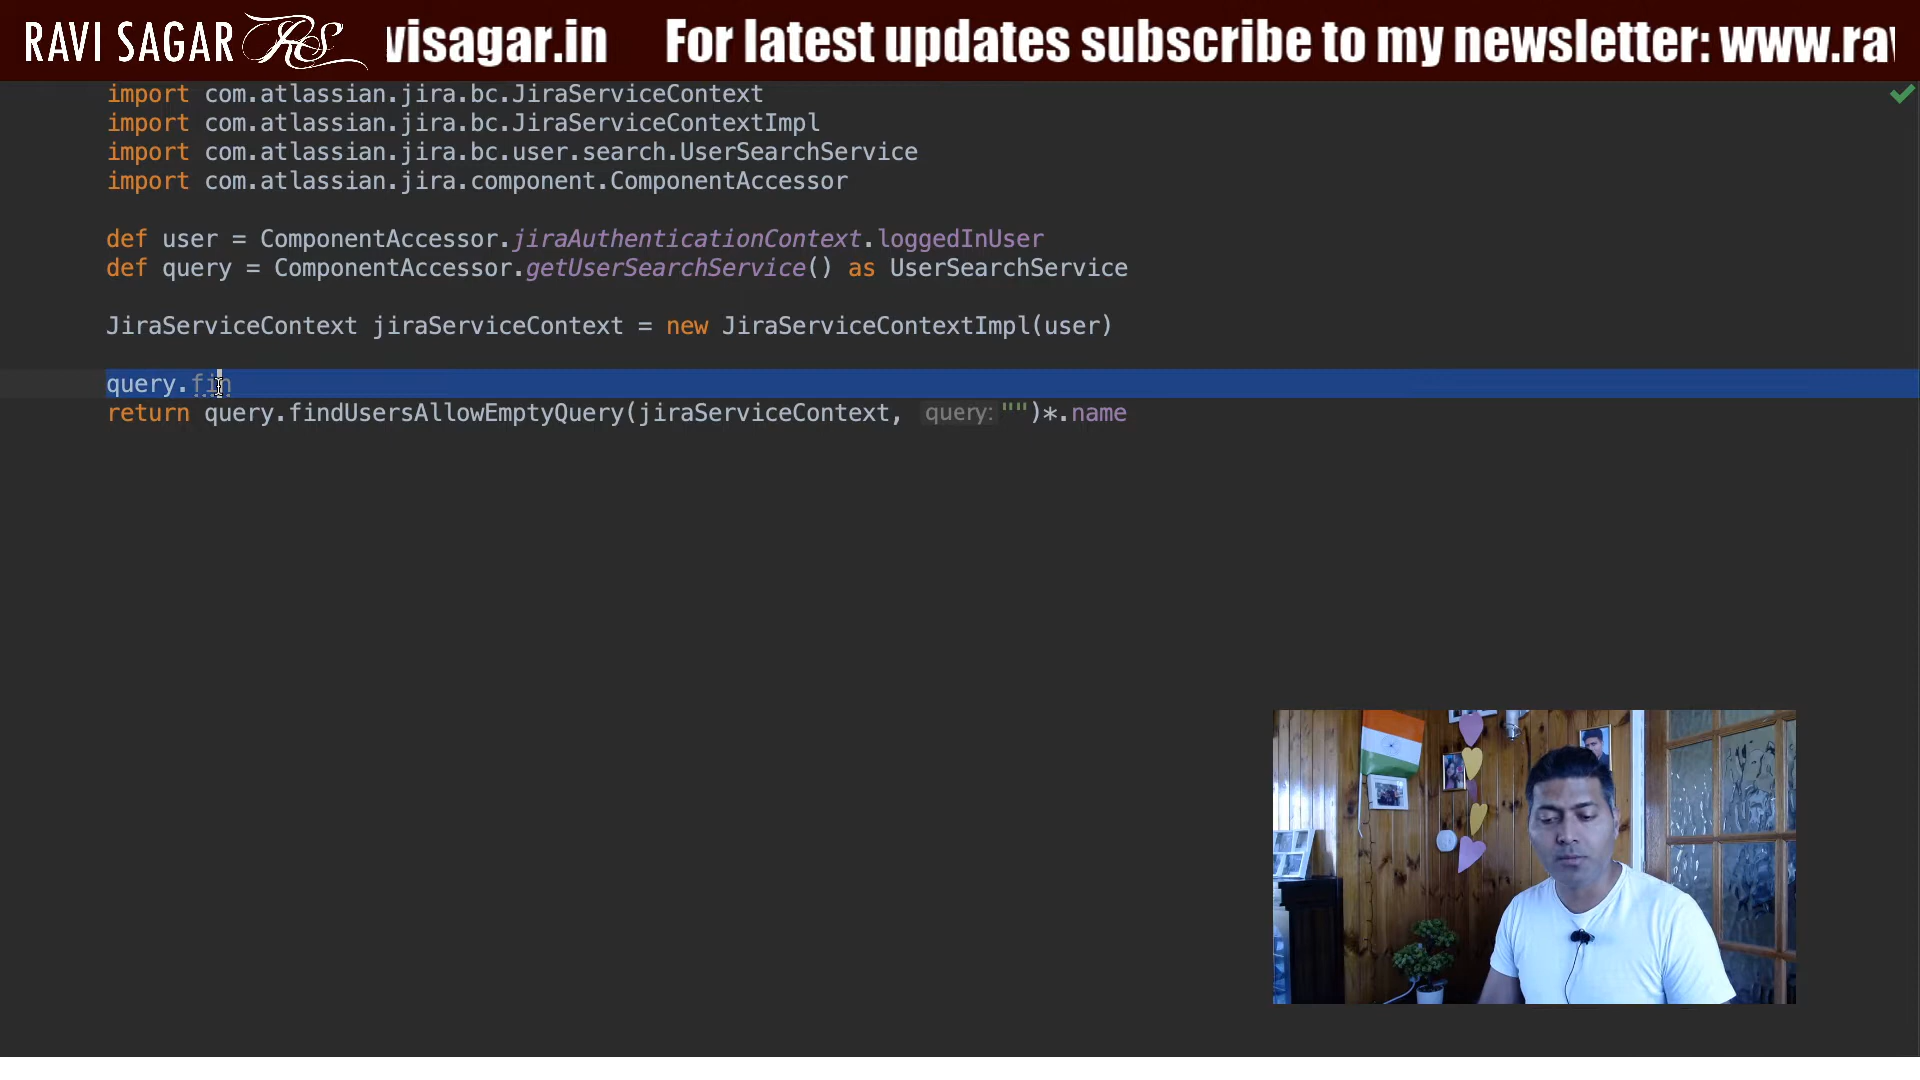 RAVI SAGAR RS visagar.in For latest updates subscribe to my newsletter: www.rav
import com.atlassian.jira.bc.JiraServiceContext
import com.atlassian.jira.bc.JiraServiceContextImpl
import com.atlassian.jira.bc.user.search.UserSearchService
import com.atlassian.jira.component.ComponentAccessor
def user = ComponentAccessor.jiraAuthenticationContext.loggedInUser
def query = ComponentAccessor.getUserSearchService() as UserSearchService
JiraServiceContext jiraServiceContext = new JiraServiceContextImpl(user)
query.fin
return query.findUsersAllowEmptyQuery(jiraServiceContext, query: "")*.name